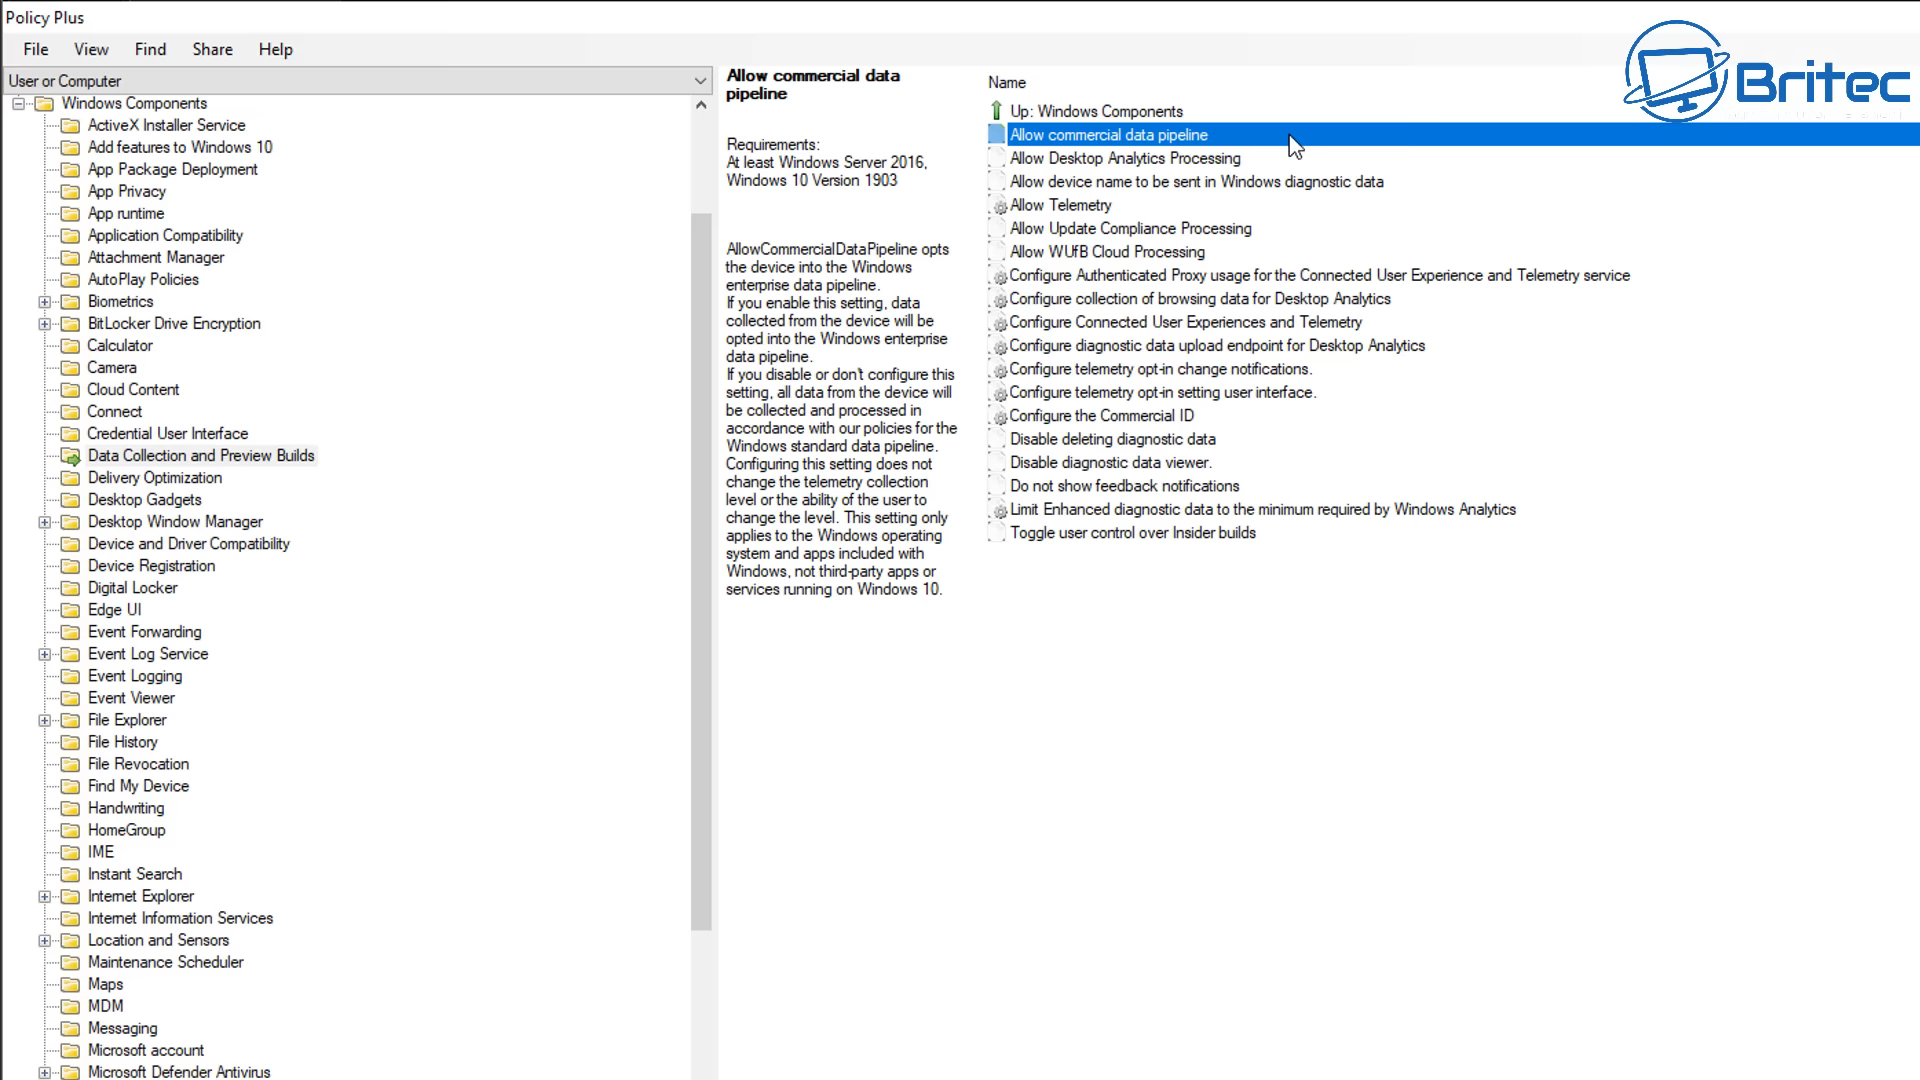 Policy Plus
File View Find Share Help
User or Computer
Windows Components
ActiveX Installer Service
Add features to Windows 10
App Package Deployment
App Privacy
App runtime
Application Compatibility
Attachment Manager
AutoPlay Policies
Biometrics
BitLocker Drive Encryption
Calculator
Camera
Cloud Content
Connect
Credential User Interface
Data Collection and Preview Builds
Delivery Optimization
Desktop Gadgets
Desktop Window Manager
Device and Driver Compatibility
Device Registration
Digital Locker
Edge UI
Event Forwarding
Event Log Service
Event Logging
Event Viewer
File Explorer
File History
File Revocation
Find My Device
Handwriting
HomeGroup
IME
Instant Search
Internet Explorer
Internet Information Services
Location and Sensors
Maintenance Scheduler
Maps
MDM
Messaging
Microsoft account
Microsoft Defender Antivirus
Allow commercial data
pipeline
Requirements:
At least Windows Server 2016,
Windows 10 Version 1903
AllowCommercialDataPipeline opts
the device into the Windows
enterprise data pipeline.
If you enable this setting, data
collected from the device will be
opted into the Windows enterprise
data pipeline.
If you disable or don't configure this
setting, all data from the device will
be collected and processed in
accordance with our policies for the
Windows standard data pipeline.
Configuring this setting does not
change the telemetry collection
level or the ability of the user to
change the level. This setting only
applies to the Windows operating
system and apps included with
Windows, not third-party apps or
services running on Windows 10.
Name
Up: Windows Components
Allow commercial data pipeline
Allow Desktop Analytics Processing
Allow device name to be sent in Windows diagnostic data
Allow Telemetry
Allow Update Compliance Processing
Allow WUfB Cloud Processing
Configure Authenticated Proxy usage for the Connected User Experience and Telemetry service
Configure collection of browsing data for Desktop Analytics
Configure Connected User Experiences and Telemetry
Configure diagnostic data upload endpoint for Desktop Analytics
Configure telemetry opt-in change notifications.
Configure telemetry opt-in setting user interface.
Configure the Commercial ID
Disable deleting diagnostic data
Disable diagnostic data viewer.
Do not show feedback notifications
Limit Enhanced diagnostic data to the minimum required by Windows Analytics
Toggle user control over Insider builds
Britec